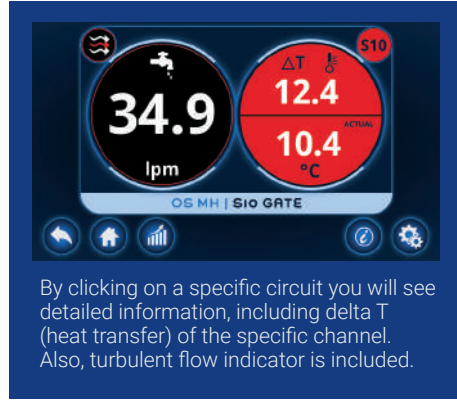 S10
ΔT
12.4
34.9
ACTUAL
10.4
lpm
°C
OS MH | S10 GATE
By clicking on a specific circuit you will see
detailed information, including delta T
(heat transfer) of the specific channel.
Also, turbulent flow indicator is included.